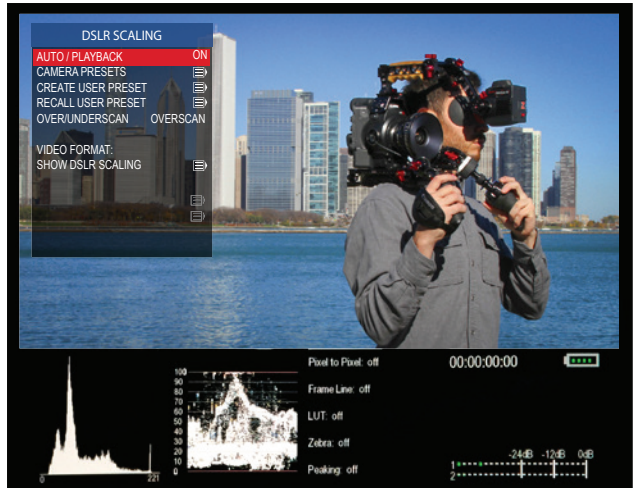 DSLR SCALING
AUTO / PLAYBACK ON
CAMERA PRESETS
CREATE USER PRESET
RECALL USER PRESET
OVER/UNDERSCAN OVERSCAN
VIDEO FORMAT:
SHOW DSLR SCALING
Pixel to Pixel: off
00:00:00:00
Frame Line: off
LUT: off
Zebra: off
Peaking: off
100
90
80
70
60
50
40
30
20
10
0
0 221
-24dB -12dB 0dB
1
2